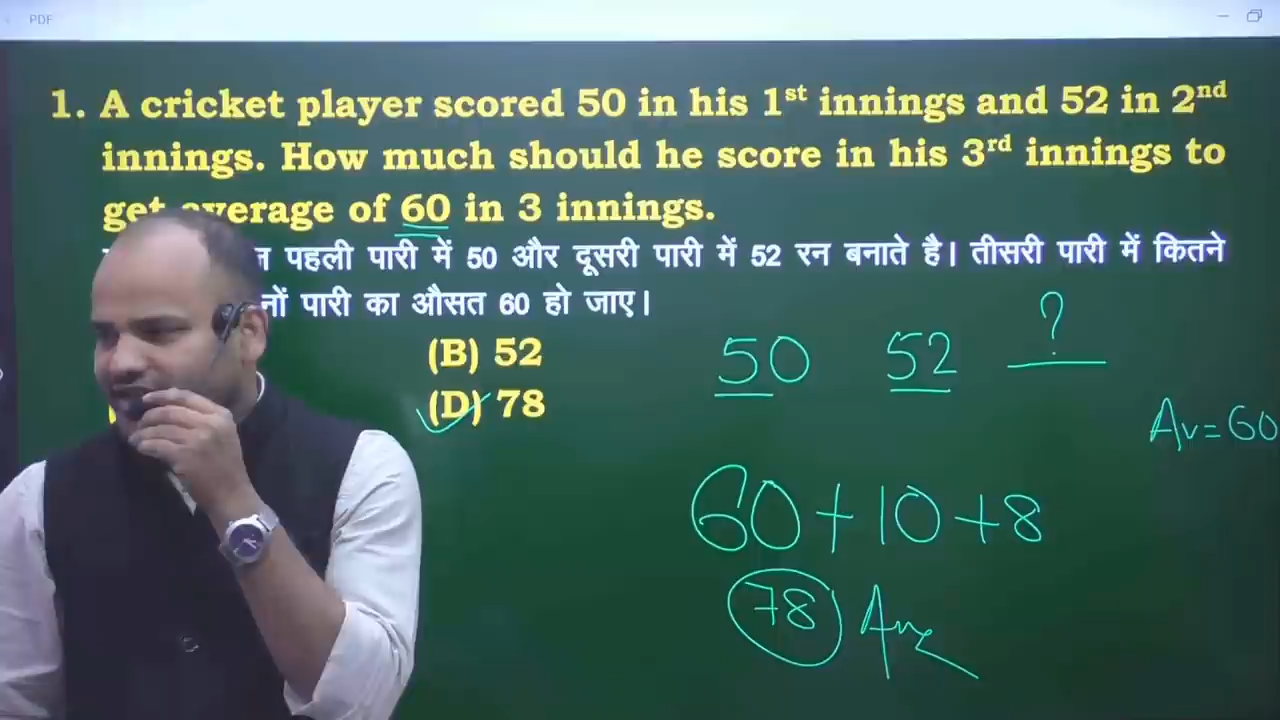 PDF
1. A cricket player scored 50 in his 1st innings and 52 in 2nd
innings. How much should he score in his 3rd innings to
get average of 60 in 3 innings.
पहली पारी में 50 और दूसरी पारी में 52 रन बनाते है। तीसरी पारी में कितने
पारी का औसत 60 हो जाए।
(B) 52
(D) 78
50 52 ?
Av=60
60+10+8
78 Ans